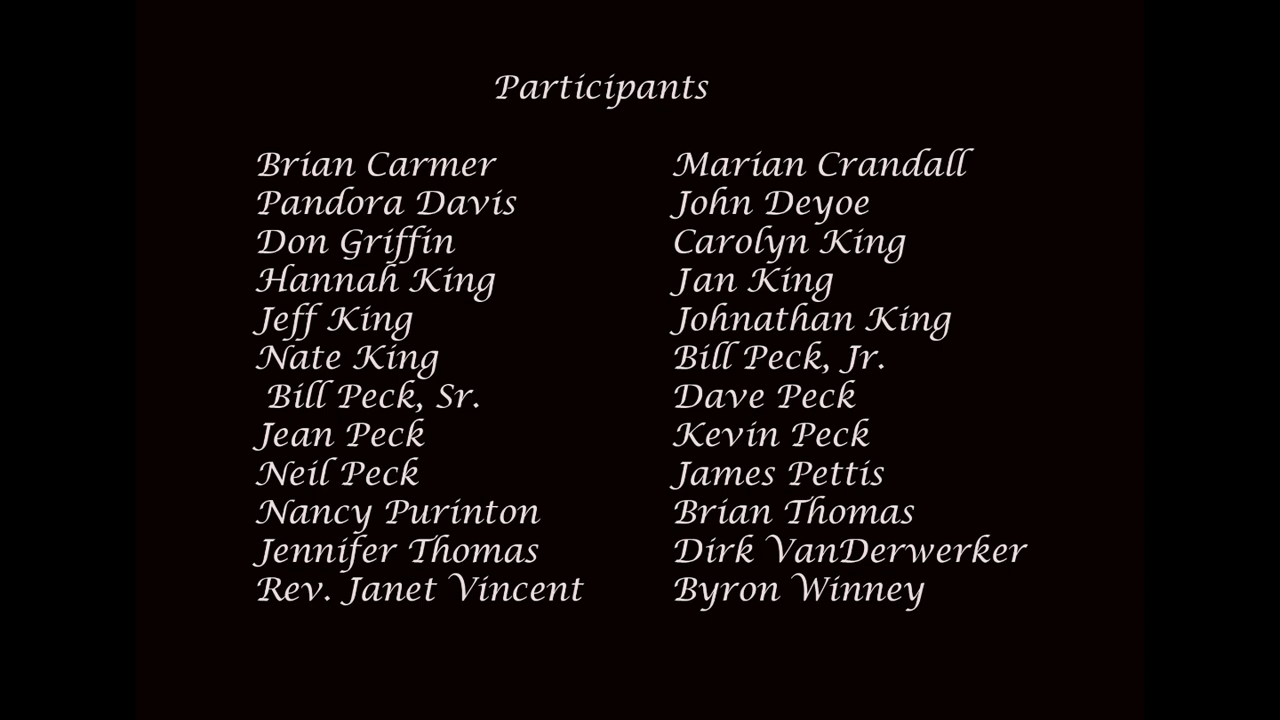 Participants
Brian Carmer Marian Crandall
Pandora Davis John Deyoe
Don Griffin Carolyn King
Hannah King Jan King
Jeff King Johnathan King
Nate King Bill Peck, Jr.
Bill Peck, Sr. Dave Peck
Jean Peck Kevin Peck
Neil Peck James Pettis
Nancy Purinton Brian Thomas
Jennifer Thomas Dirk VanDerwerker
Rev. Janet Vincent Byron Winney